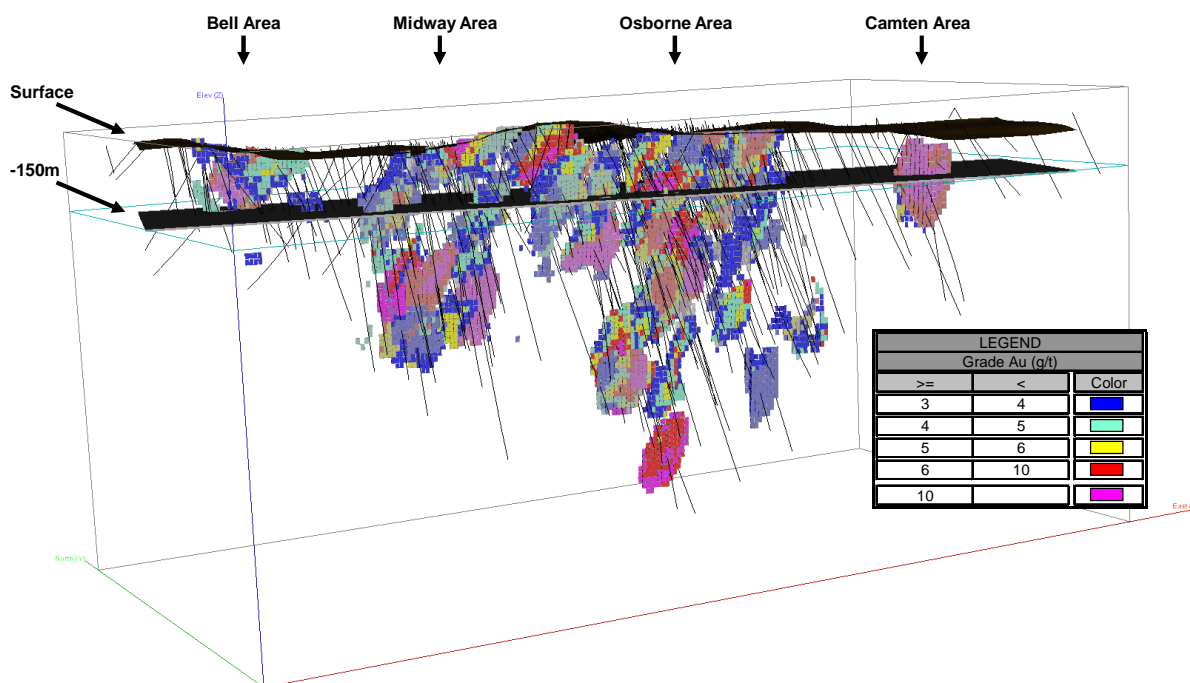 Bell Area
Midway Area
Osborne Area
Camten Area
Surface
Elev (Z)
-150m
LEGEND
Grade Au (g/t)
>= < Color
3 4
4 5
5 6
6 10
10
North (Y)
East